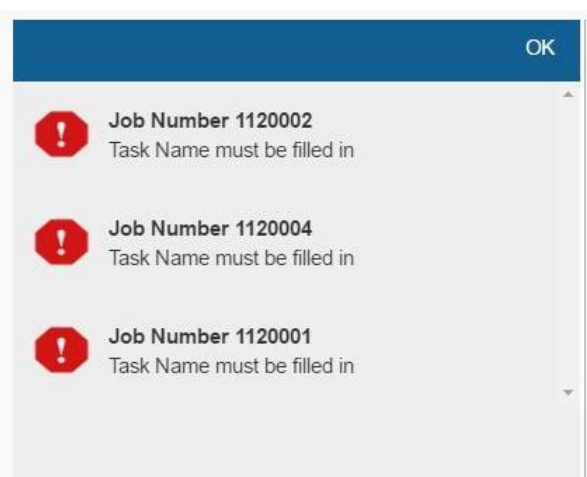 OK
Job Number 1120002
Task Name must be filled in
Job Number 1120004
Task Name must be filled in
Job Number 1120001
Task Name must be filled in